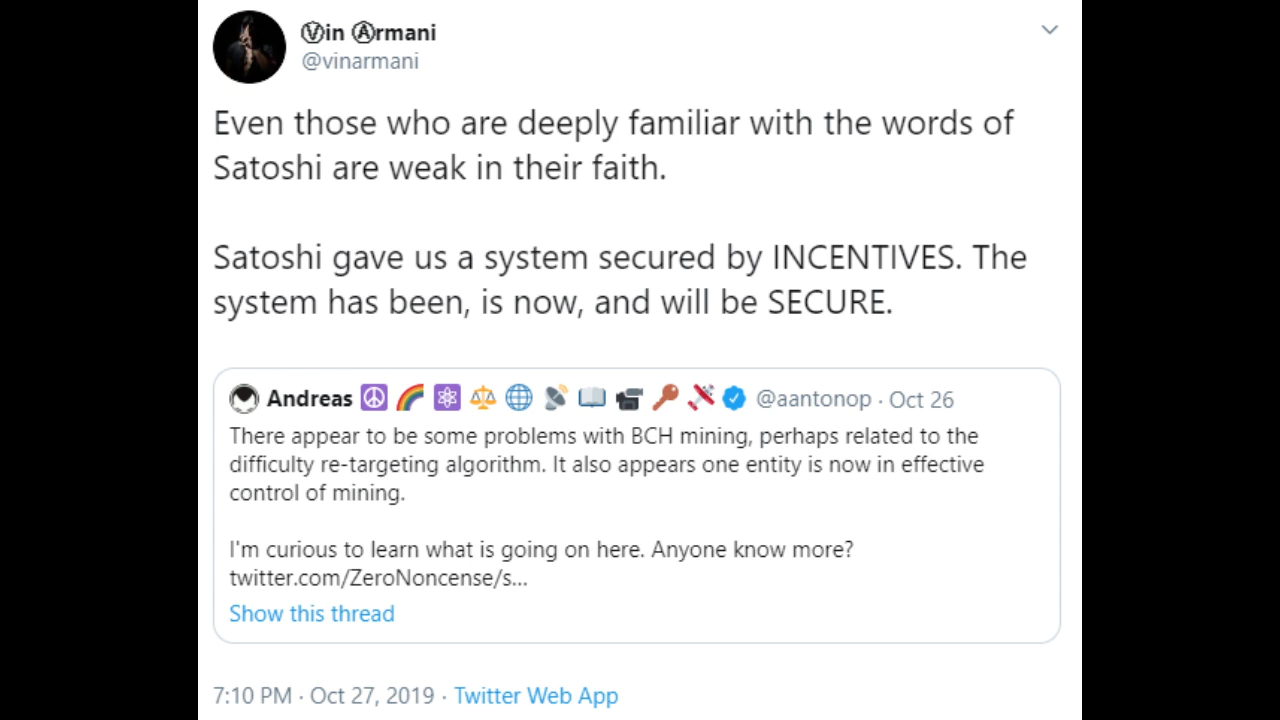 Ⓥin Ⓐrmani
@vinarmani
Even those who are deeply familiar with the words of
Satoshi are weak in their faith.
Satoshi gave us a system secured by INCENTIVES. The
system has been, is now, and will be SECURE.
Andreas ☮️ 🌈 ⚛️ ⚖️ 🌐 📡 📖 📹 🔑 🛩 @aantonop · Oct 26
There appear to be some problems with BCH mining, perhaps related to the
difficulty re-targeting algorithm. It also appears one entity is now in effective
control of mining.
I'm curious to learn what is going on here. Anyone know more?
twitter.com/ZeroNoncense/s...
Show this thread
7:10 PM · Oct 27, 2019 · Twitter Web App